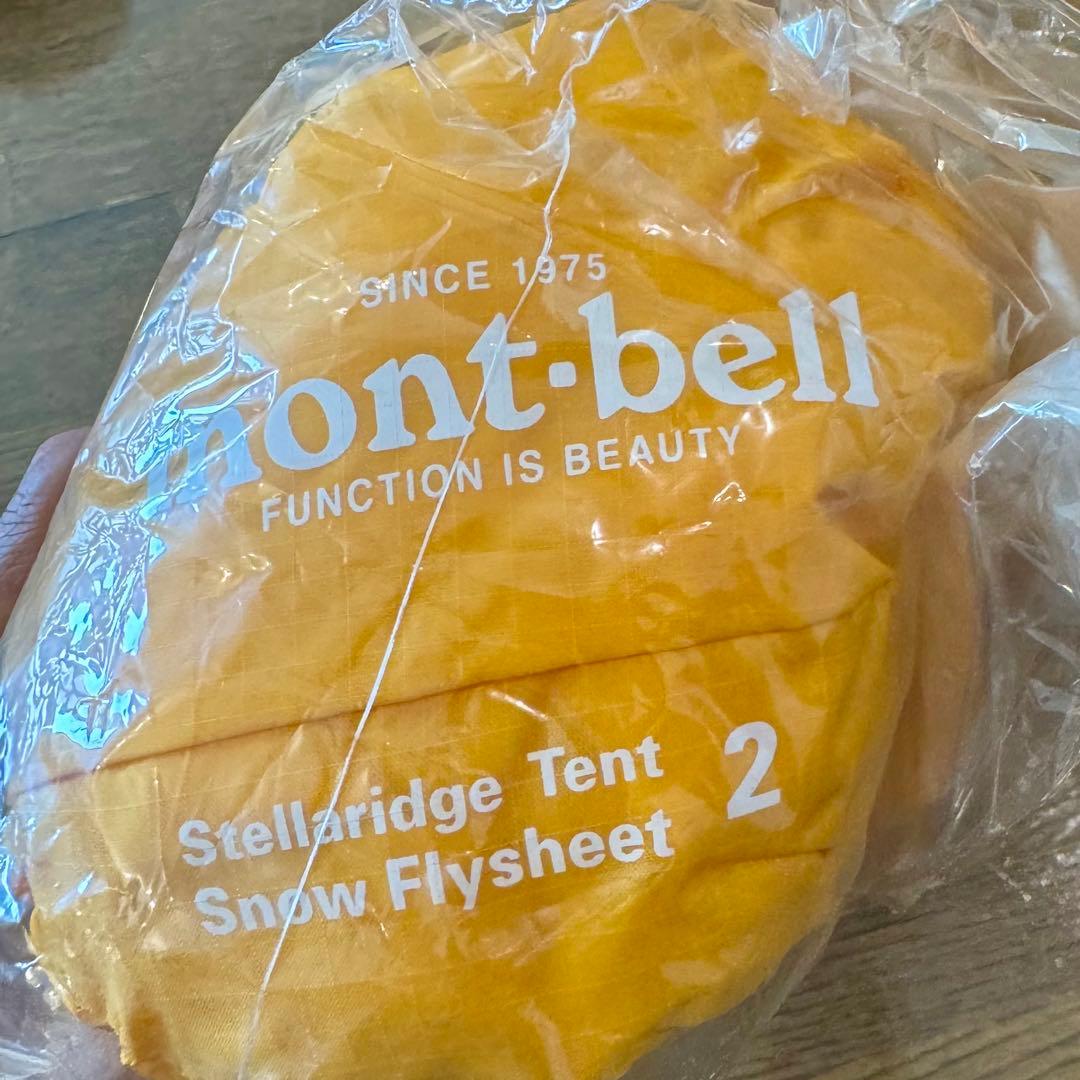 SINCE 1975
mont·bell
FUNCTION IS BEAUTY
Stellaridge Tent 2
Snow Flysheet